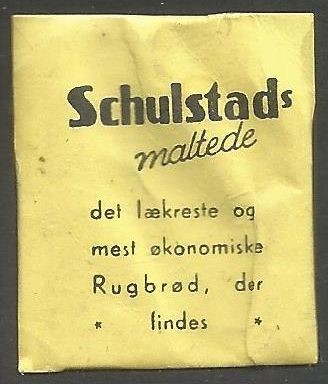 Schulstads
maltede
det lækreste og
mest økonomiske
Rugbrød, der
* findes *